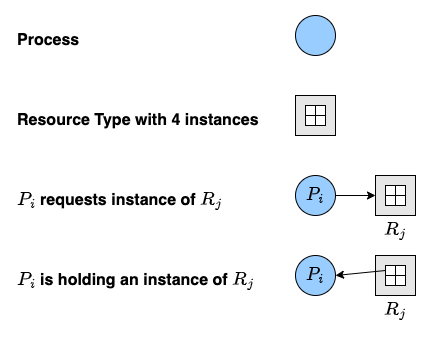 Process
Resource Type with 4 instances
P_i requests instance of R_j
P_i
R_j
P_i is holding an instance of R_j
P_i
R_j